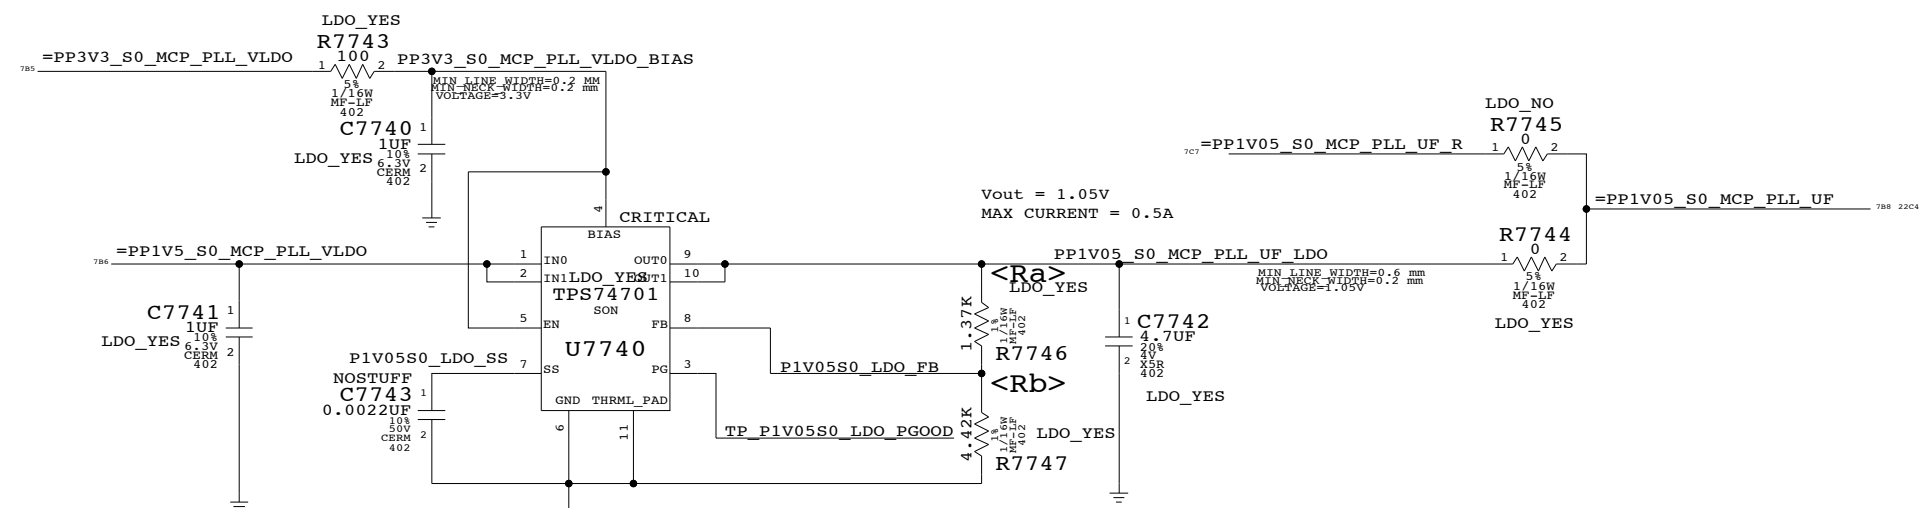 LDO_YES
R7743
=PP3V3_S0_MCP_PLL_VLDO
100
PP3V3_S0_MCP_PLL_VLDO_BIAS
7B5
1
2
5%
1/16W
MF-LF
402
MIN_LINE_WIDTH=0.2 MM
MIN_NECK_WIDTH=0.2 mm
VOLTAGE=3.3V
C7740
1
1UF
10%
LDO_YES
6.3V
CERM
402
2
LDO_NO
R7745
0
=PP1V05_S0_MCP_PLL_UF_R
7C7
1
2
5%
1/16W
MF-LF
402
Vout = 1.05V
MAX CURRENT = 0.5A
=PP1V05_S0_MCP_PLL_UF
7B8 22C4
4
CRITICAL
BIAS
=PP1V5_S0_MCP_PLL_VLDO
7B6
1
IN0
OUT0
9
2
IN1
LDO_YES
OUT1
10
TPS74701
SON
5
EN
FB
8
U7740
7
SS
PG
3
GND
THRML_PAD
6
11
PP1V05_S0_MCP_PLL_UF_LDO
MIN_LINE_WIDTH=0.6 mm
MIN_NECK_WIDTH=0.2 mm
VOLTAGE=1.05V
R7744
0
1
2
5%
1/16W
MF-LF
402
LDO_YES
<Ra>
LDO_YES
1.37K
1%
1/16W
MF-LF
402
R7746
C7741
1
1UF
10%
LDO_YES
6.3V
CERM
402
2
C7742
1
4.7UF
20%
4V
X5R
402
2
LDO_YES
P1V05S0_LDO_SS
P1V05S0_LDO_FB
<Rb>
NOSTUFF
C7743
1
0.0022UF
10%
50V
CERM
402
2
TP_P1V05S0_LDO_PGOOD
4.42K
1%
1/16W
MF-LF
402
LDO_YES
R7747